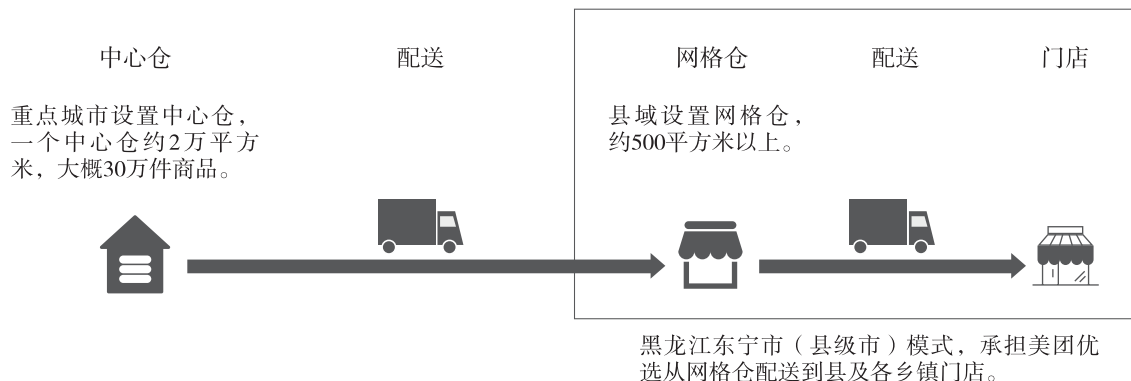 中心仓
配送
网格仓
配送
门店
重点城市设置中心仓，
一个中心仓约2万平方
米，大概30万件商品。
县域设置网格仓，
约500平方米以上。
黑龙江东宁市（县级市）模式，承担美团优
选从网格仓配送到县及各乡镇门店。